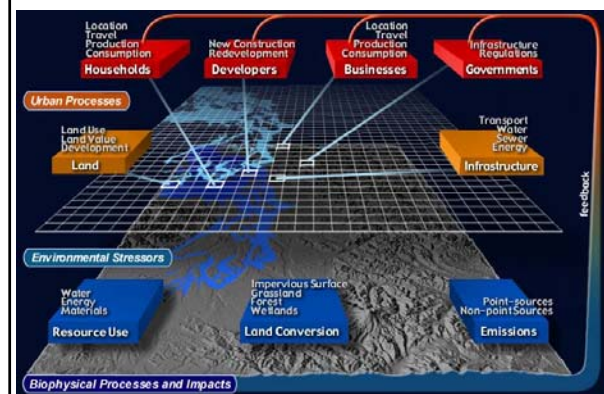 Location
Travel
Production
Consumption
Households
New Construction
Redevelopment
Developers
Location
Travel
Production
Consumption
Businesses
Infrastructure
Regulations
Governments
Urban Processes
Land Use
Land Value
Development
Land
Transport
Water
Sewer
Energy
Infrastructure
feedback
Environmental Stressors
Water
Energy
Materials
Resource Use
Impervious Surface
Grassland
Forest
Wetlands
Land Conversion
Point-sources
Non-point Sources
Emissions
Biophysical Processes and Impacts